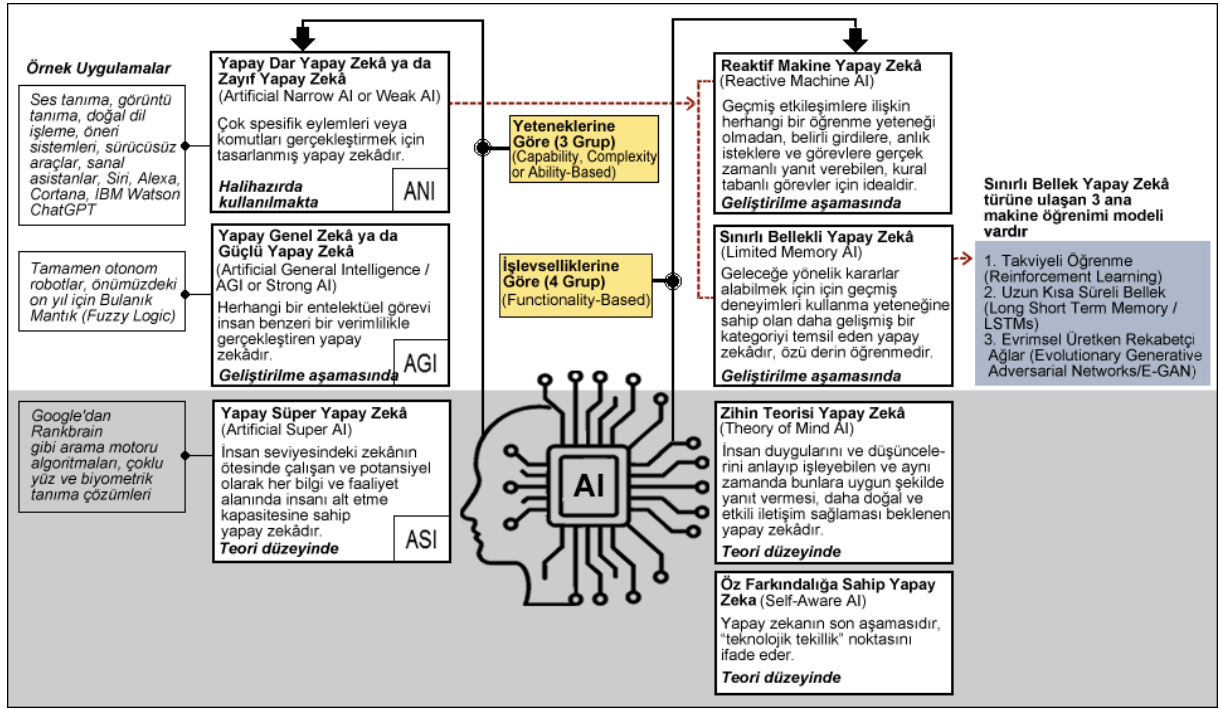 Örnek Uygulamalar
Ses tanıma, görüntü
tanıma, doğal dil
işleme, öneri
sistemleri, sürücüsüz
araçlar, sanal
asistanlar, Siri, Alexa,
Cortana, IBM Watson
ChatGPT
Tamamen otonom
robotlar, önümüzdeki
on yıl için Bulanık
Mantık (Fuzzy Logic)
Google'dan
Rankbrain
gibi arama motoru
algoritmaları, çoklu
yüz ve biyometrik
tanıma çözümleri
Yapay Dar Yapay Zekâ ya da
Zayıf Yapay Zekâ
(Artificial Narrow AI or Weak AI)
Çok spesifik eylemleri veya
komutları gerçekleştirmek için
tasarlanmış yapay zekâdır.
Halihazırda
kullanılmakta
ANI
Yapay Genel Zekâ ya da
Güçlü Yapay Zekâ
(Artificial General Intelligence /
AGI or Strong AI)
Herhangi bir entelektüel görevi
insan benzeri bir verimlilikle
gerçekleştiren yapay
zekâdır.
Geliştirilme aşamasında
AGI
Yapay Süper Yapay Zekâ
(Artificial Super AI)
İnsan seviyesindeki zekânın
ötesinde çalışan ve potansiyel
olarak her bilgi ve faaliyet
alanında insanı alt etme
kapasitesine sahip
yapay zekâdır.
Teori düzeyinde
ASI
Yeteneklerine
Göre (3 Grup)
(Capability, Complexity
or Ability-Based)
İşlevselliklerine
Göre (4 Grup)
(Functionality-Based)
AI
Reaktif Makine Yapay Zekâ
(Reactive Machine AI)
Geçmiş etkileşimlere ilişkin
herhangi bir öğrenme yeteneği
olmadan, belirli girdilere, anlık
isteklere ve görevlere gerçek
zamanlı yanıt verebilen, kural
tabanlı görevler için idealdir.
Geliştirilme aşamasında
Sınırlı Bellekli Yapay Zekâ
(Limited Memory AI)
Geleceğe yönelik kararlar
alabilmek için için geçmiş
deneyimleri kullanma yeteneğine
sahip olan daha gelişmiş bir
kategoriyi temsil eden yapay
zekâdır, özü derin öğrenmedir.
Geliştirilme aşamasında
Zihin Teorisi Yapay Zekâ
(Theory of Mind AI)
İnsan duygularını ve düşüncele-
rini anlayıp işleyebilen ve aynı
zamanda bunlara uygun şekilde
yanıt vermesi, daha doğal ve
etkili iletişim sağlaması beklenen
yapay zekâdır.
Teori düzeyinde
Öz Farkındalığa Sahip Yapay
Zeka (Self-Aware AI)
Yapay zekanın son aşamasıdır,
“teknolojik tekillik” noktasını
ifade eder.
Teori düzeyinde
Sınırlı Bellek Yapay Zekâ
türüne ulaşan 3 ana
makine öğrenimi modeli
vardır
1. Takviyeli Öğrenme
(Reinforcement Learning)
2. Uzun Kısa Süreli Bellek
(Long Short Term Memory /
LSTMs)
3. Evrimsel Üretken Rekabetçi
Ağlar (Evolutionary Generative
Adversarial Networks/E-GAN)